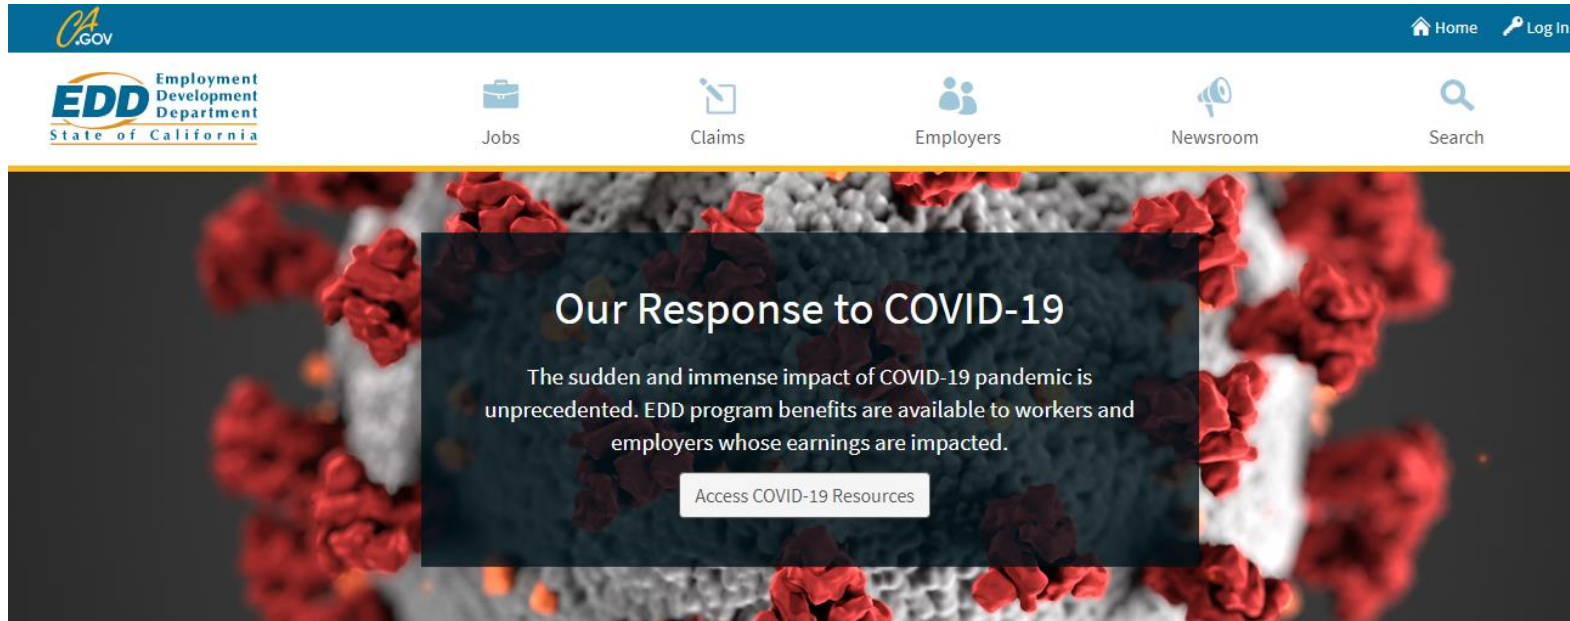 CA.GOV
Home
Log In
EDD
Employment
Development
Department
State of California
Jobs
Claims
Employers
Newsroom
Search
Our Response to COVID-19
The sudden and immense impact of COVID-19 pandemic is
unprecedented. EDD program benefits are available to workers and
employers whose earnings are impacted.
Access COVID-19 Resources